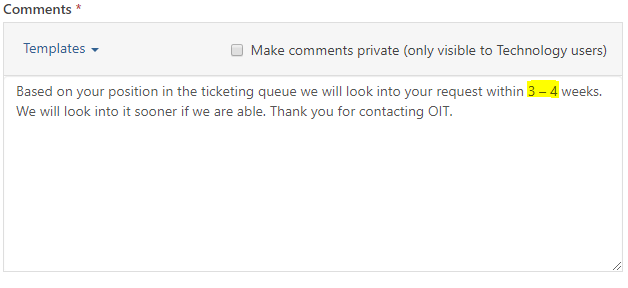 Comments *
Templates
Make comments private (only visible to Technology users)
Based on your position in the ticketing queue we will look into your request within 3 – 4 weeks.
We will look into it sooner if we are able. Thank you for contacting OIT.